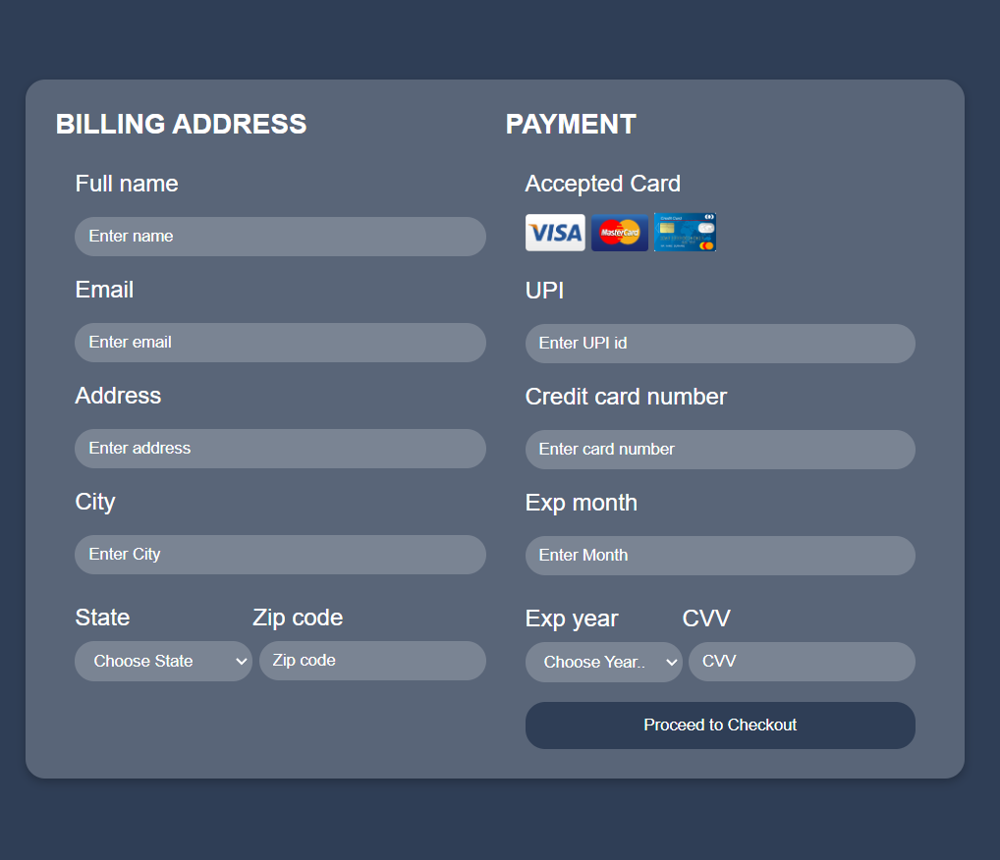 BILLING ADDRESS
Full name
Enter name
Email
Enter email
Address
Enter address
City
Enter City
State Zip code
Choose State Zip code
PAYMENT
Accepted Card
VISA MasterCard Credit Card
UPI
Enter UPI id
Credit card number
Enter card number
Exp month
Enter Month
Exp year CVV
Choose Year.. CVV
Proceed to Checkout